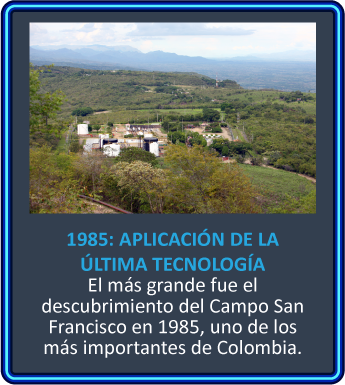 1985: APLICACIÓN DE LA
ÚLTIMA TECNOLOGÍA
El más grande fue el
descubrimiento del Campo San
Francisco en 1985, uno de los
más importantes de Colombia.